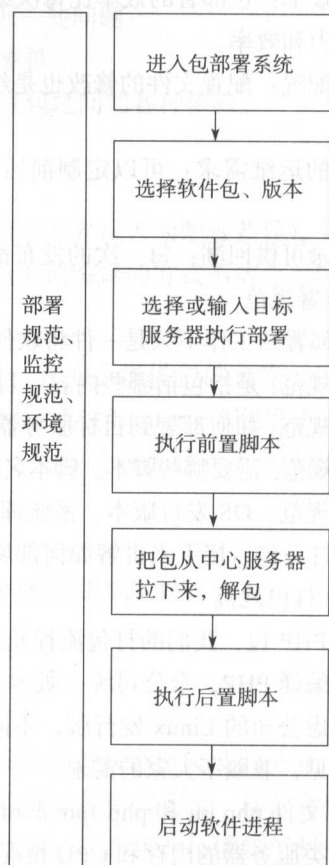 进入包部署系统
选择软件包、版本
部署
规范
监控
规范
环境
规范
选择或输入目标
服务器执行部署
执行前置脚本
把包从中心服务器
拉下来，解包
执行后置脚本
启动软件进程